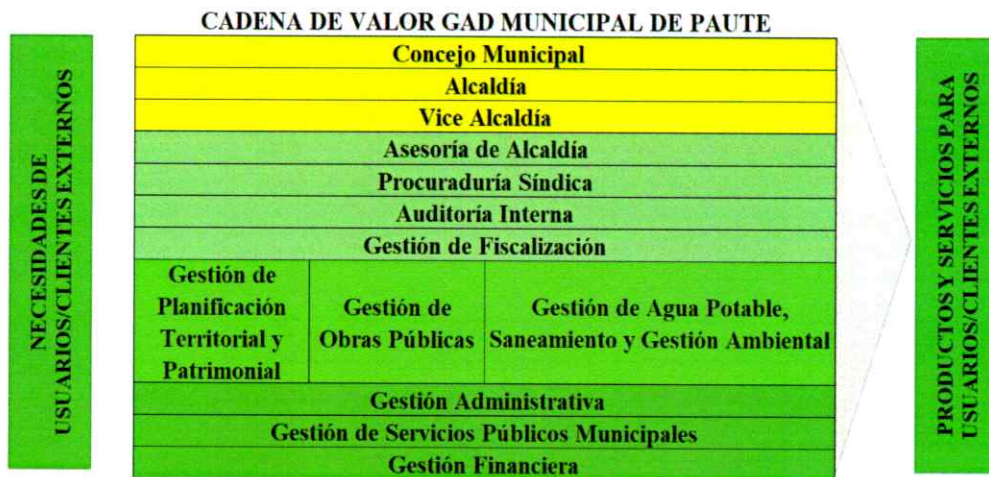 CADENA DE VALOR GAD MUNICIPAL DE PAUTE
NECESIDADES DE
USUARIOS/CLIENTES EXTERNOS
Concejo Municipal
Alcaldía
Vice Alcaldía
Asesoría de Alcaldía
Procuraduría Síndica
Auditoría Interna
Gestión de Fiscalización
Gestión de
Planificación
Territorial y
Patrimonial
Gestión de
Obras Públicas
Gestión de Agua Potable,
Saneamiento y Gestión Ambiental
Gestión Administrativa
Gestión de Servicios Públicos Municipales
Gestión Financiera
PRODUCTOS Y SERVICIOS PARA
USUARIOS/CLIENTES EXTERNOS